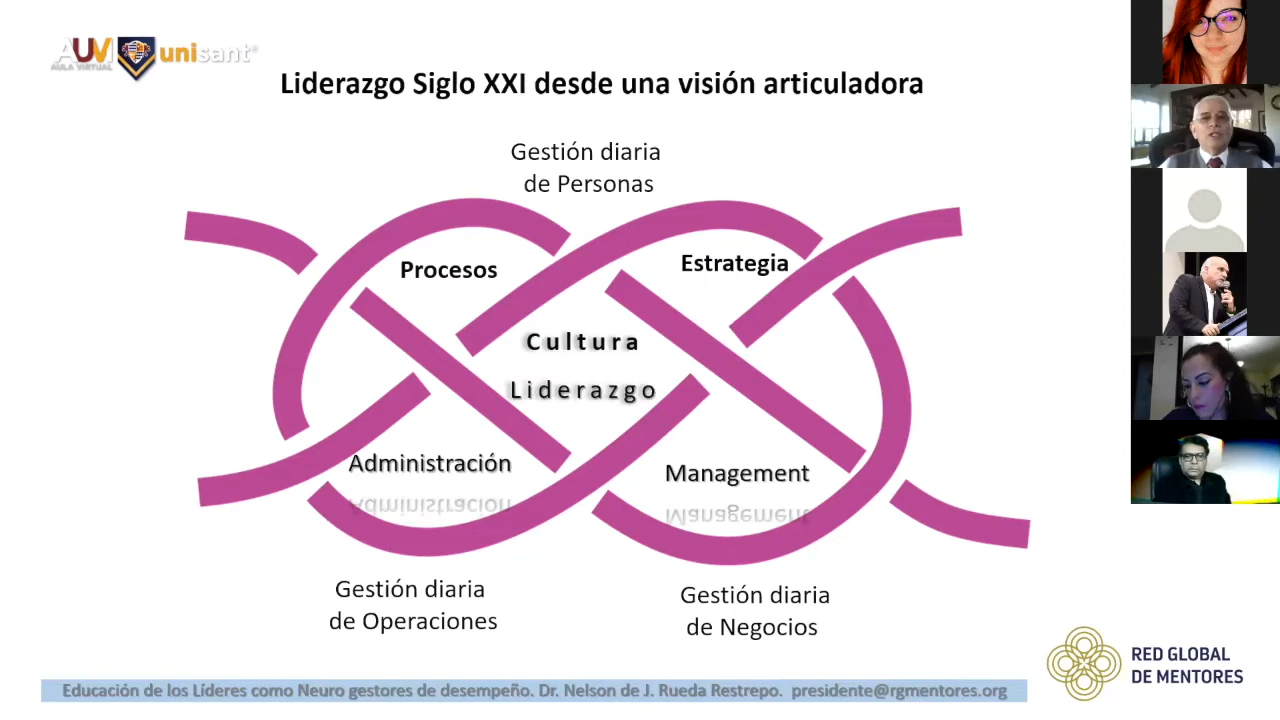 AUV
AULA VIRTUAL
unisant®
Liderazgo Siglo XXI desde una visión articuladora
Gestión diaria
de Personas
Procesos
Estrategia
Cultura
Liderazgo
Administración
Management
Gestión diaria
de Operaciones
Gestión diaria
de Negocios
RED GLOBAL
DE MENTORES
Educación de los Líderes como Neuro gestores de desempeño. Dr. Nelson de J. Rueda Restrepo. presidente@rgmentores.org